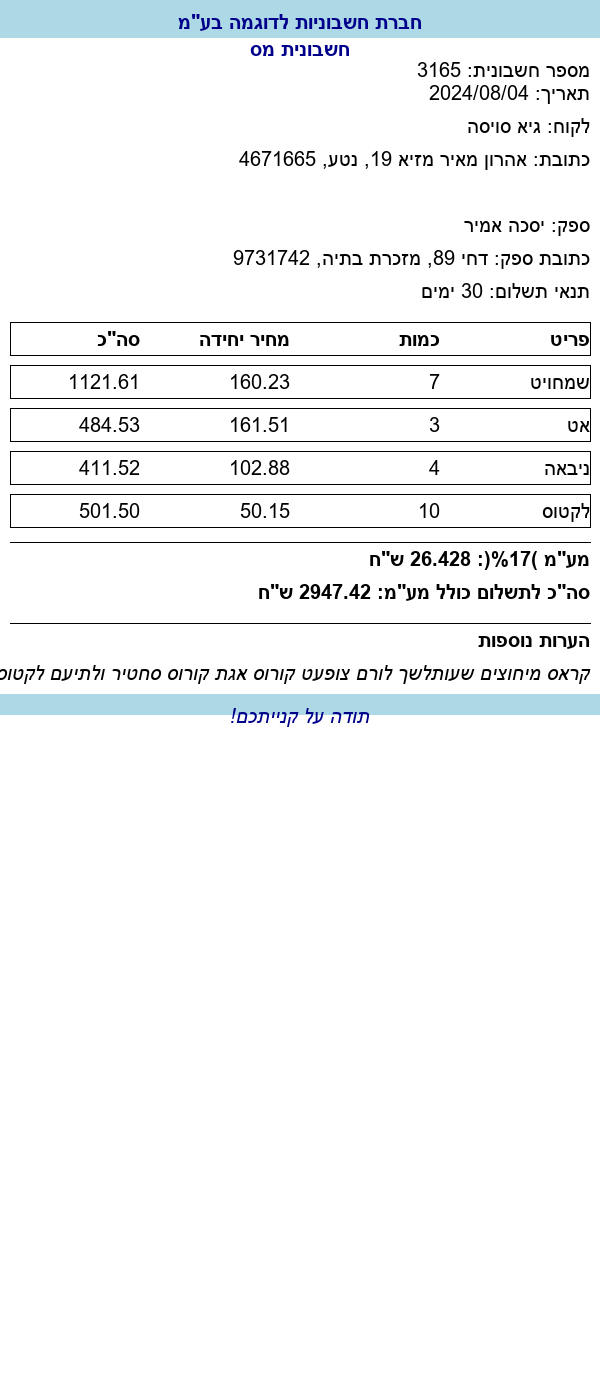 חברת חשבוניות לדוגמה בע"מ
חשבונית מס
מספר חשבונית: 3165
תאריך: 2024/08/04
לקוח: גיא סויסה
כתובת: אהרון מאיר מזיא 19, נטע, 4671665
ספק: יסכה אמיר
כתובת ספק: דחי 89, מזכרת בתיה, 9731742
תנאי תשלום: 30 ימים
פריט כמות מחיר יחידה סה"כ
שמחויט 7 160.23 1121.61
אט 3 161.51 484.53
ניבאה 4 102.88 411.52
לקטוס 10 50.15 501.50
מע"מ )17%(: 26.428 ש"ח
סה"כ לתשלום כולל מע"מ: 2947.42 ש"ח
הערות נוספות
קראס מיחוצים שעותלשך לורם צופעט קורוס אגת קורוס סחטיר ולתיעם לקטוס
תודה על קנייתכם!